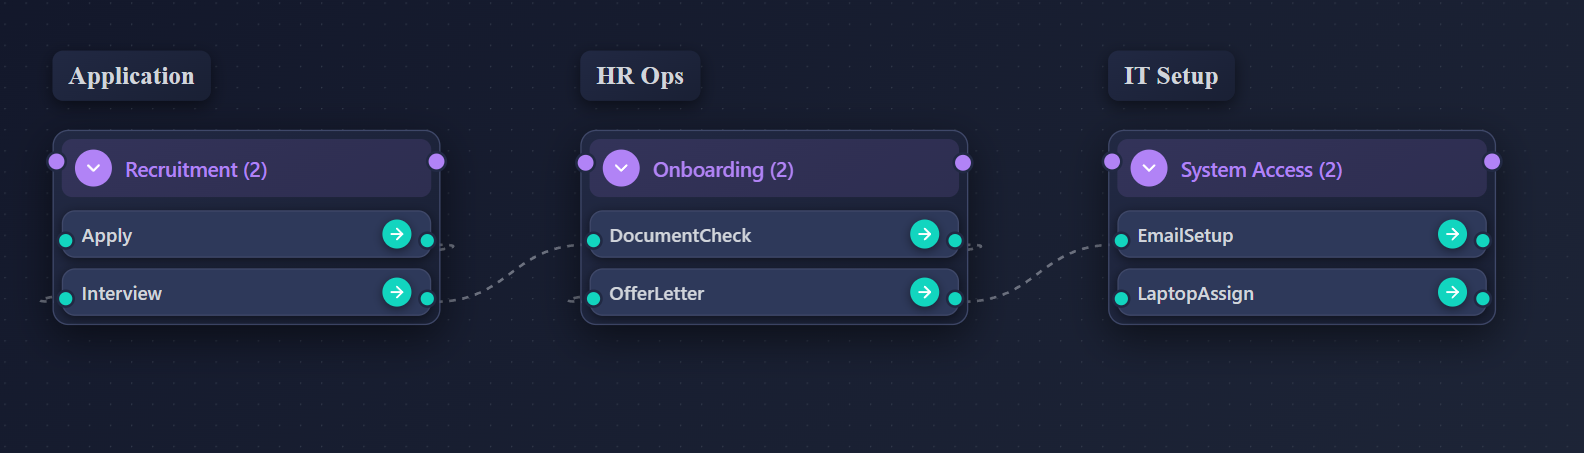 Application
Recruitment (2)
Apply
Interview
HR Ops
Onboarding (2)
DocumentCheck
OfferLetter
IT Setup
System Access (2)
EmailSetup
LaptopAssign